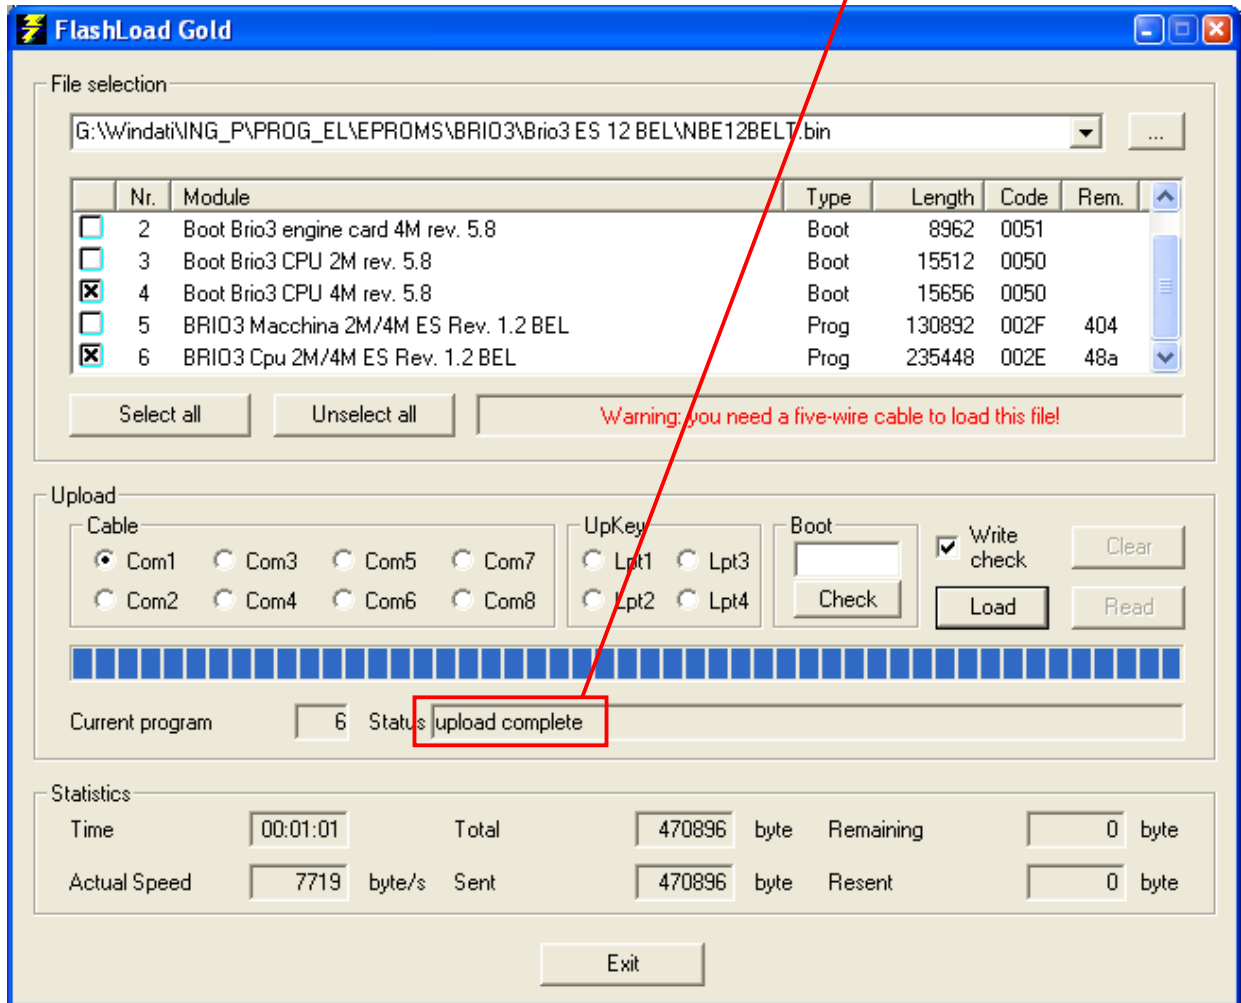 FlashLoad Gold
File selection
G:\Windati\ING_P\PROG_EL\EPROMS\BRIO3\Brio3 ES 12 BEL\NBE12BELT.bin
...
Nr. Module Type Length Code Rem.
2 Boot Brio3 engine card 4M rev. 5.8 Boot 8962 0051
3 Boot Brio3 CPU 2M rev. 5.8 Boot 15512 0050
4 Boot Brio3 CPU 4M rev. 5.8 Boot 15656 0050
5 BRIO3 Macchina 2M/4M ES Rev. 1.2 BEL Prog 130892 002F 404
6 BRIO3 Cpu 2M/4M ES Rev. 1.2 BEL Prog 235448 002E 48a
Select all Unselect all Warning: you need a five-wire cable to load this file!
Upload
Cable UpKey Boot
Com1 Com3 Com5 Com7 Lpt1 Lpt3 Write check Clear
Com2 Com4 Com6 Com8 Lpt2 Lpt4 Check Load Read
Current program 6 Status upload complete
Statistics
Time 00:01:01 Total 470896 byte Remaining 0 byte
Actual Speed 7719 byte/s Sent 470896 byte Resent 0 byte
Exit